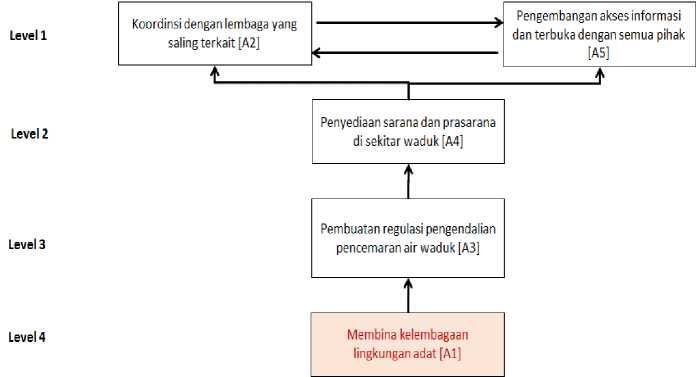 Level 1
Koordinsi dengan lembaga yang
saling terkait [A2]
Pengembangan akses informasi
dan terbuka dengan semua pihak
[A5]
Level 2
Penyediaan sarana dan prasarana
di sekitar waduk [A4]
Level 3
Pembuatan regulasi pengendalian
pencemaran air waduk [A3]
Level 4
Membina kelembagaan
lingkungan adat [A1]